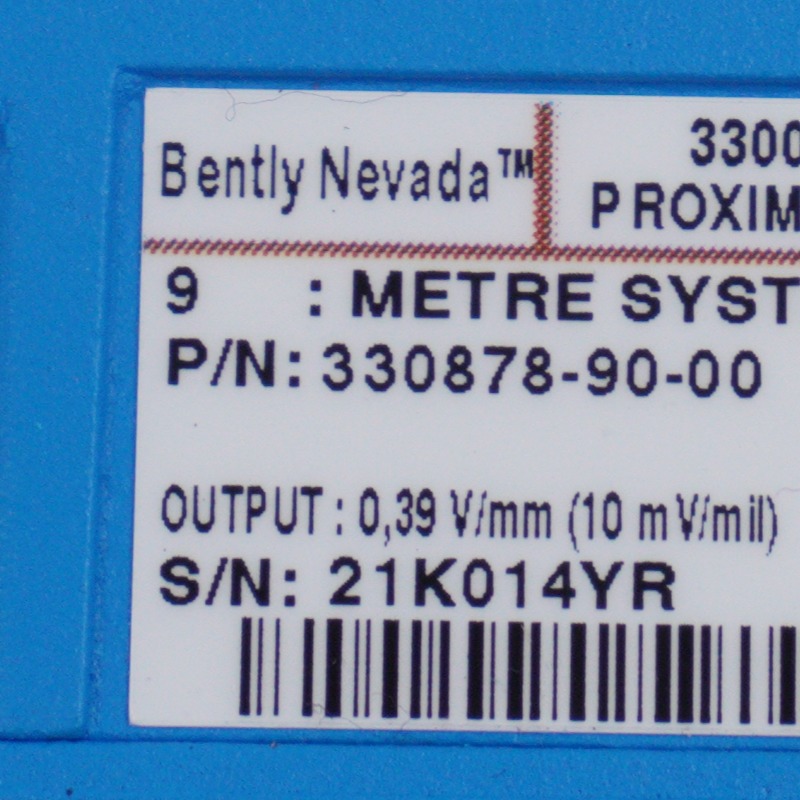 Bently Nevada™
3300
PROXIM
9 : METRE SYST
P/N: 330878-90-00
OUTPUT : 0,39 V/mm (10 mV/mil)
S/N: 21K014YR